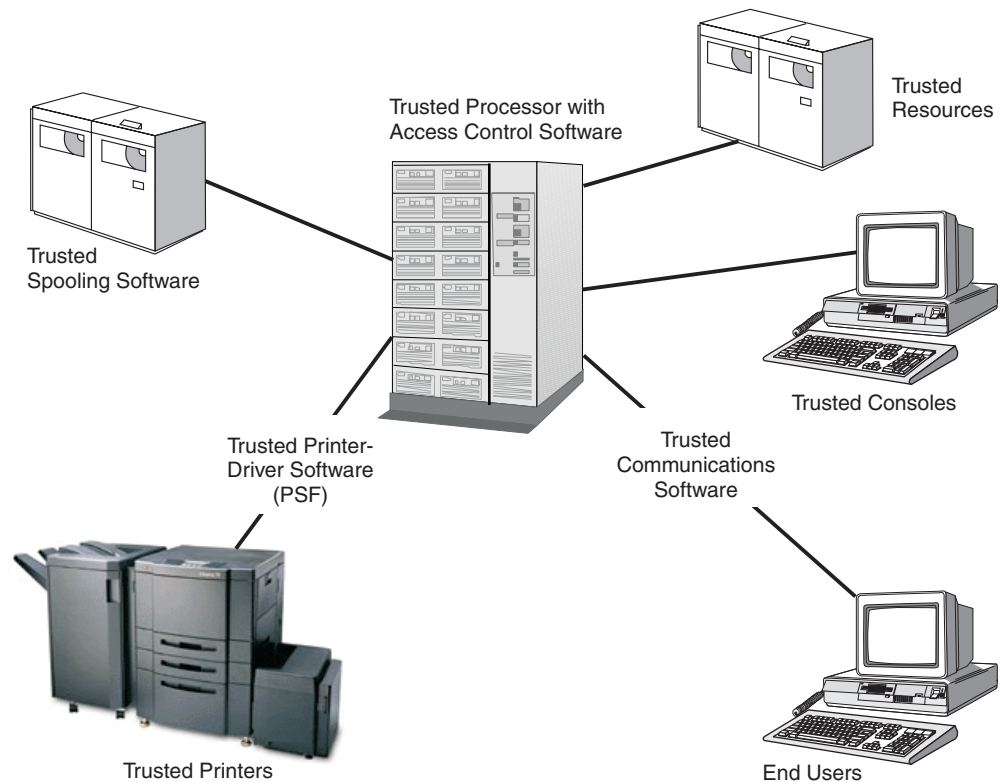 Trusted Processor with
Access Control Software
Trusted
Resources
Trusted
Spooling Software
Trusted Consoles
Trusted Printer-
Driver Software
(PSF)
Trusted
Communications
Software
Trusted Printers
End Users